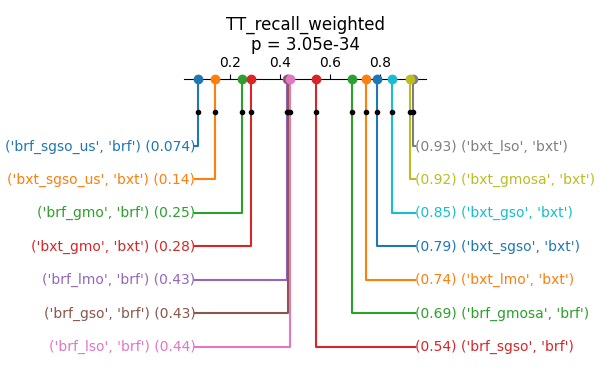 TT_recall_weighted
p = 3.05e-34
0.2 0.4 0.6 0.8
('brf_sgso_us', 'brf') (0.074)
(0.93) ('bxt_lso', 'bxt')
('bxt_sgso_us', 'bxt') (0.14)
(0.92) ('bxt_gmosa', 'bxt')
('brf_gmo', 'brf') (0.25)
(0.85) ('bxt_gso', 'bxt')
('bxt_gmo', 'bxt') (0.28)
(0.79) ('bxt_sgso', 'bxt')
('brf_lmo', 'brf') (0.43)
(0.74) ('bxt_lmo', 'bxt')
('brf_gso', 'brf') (0.43)
(0.69) ('brf_gmosa', 'brf')
('brf_lso', 'brf') (0.44)
(0.54) ('brf_sgso', 'brf')